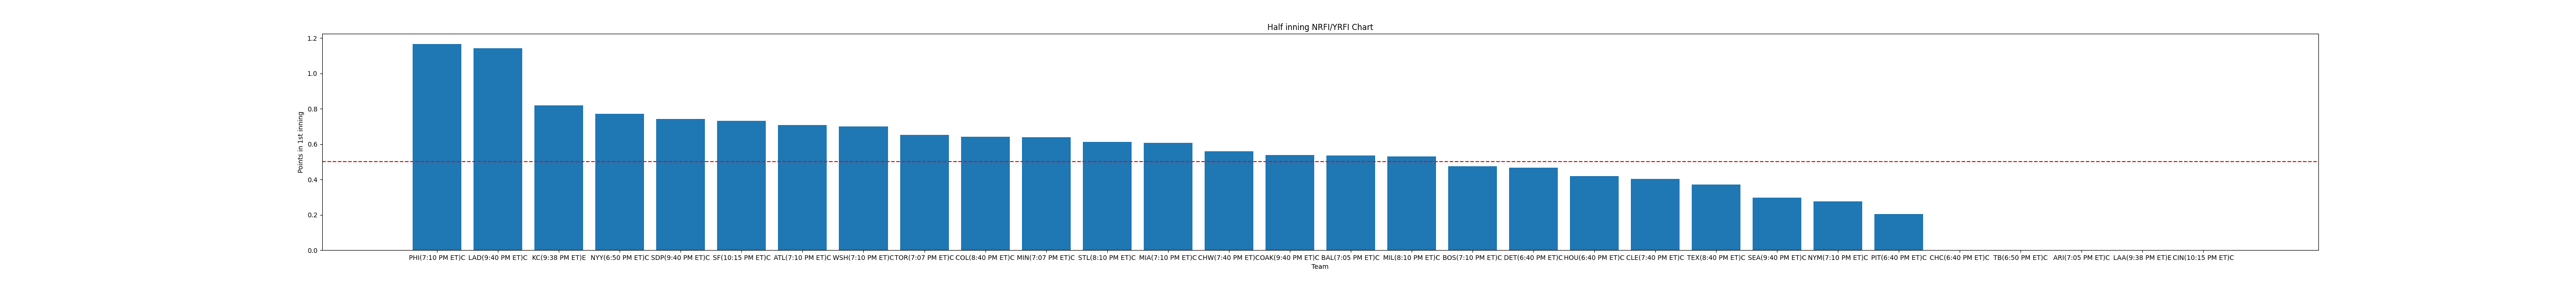 Half inning NRFI/YRFI Chart
1.2
1.0
0.8
0.6
0.4
0.2
0.0
Points in 1st inning
PHI(7:10 PM ET)C LAD(9:40 PM ET)C KC(9:38 PM ET)E NYY(6:50 PM ET)C SDP(9:40 PM ET)C SF(10:15 PM ET)C ATL(7:10 PM ET)C WSH(7:10 PM ET)C TOR(7:07 PM ET)C COL(8:40 PM ET)C MIN(7:07 PM ET)C STL(8:10 PM ET)C MIA(7:10 PM ET)C CHW(7:40 PM ET)C OAK(9:40 PM ET)C BAL(7:05 PM ET)C MIL(8:10 PM ET)C BOS(7:10 PM ET)C DET(6:40 PM ET)C HOU(6:40 PM ET)C CLE(7:40 PM ET)C TEX(8:40 PM ET)C SEA(9:40 PM ET)C NYM(7:10 PM ET)C PIT(6:40 PM ET)C CHC(6:40 PM ET)C TB(6:50 PM ET)C ARI(7:05 PM ET)C LAA(9:38 PM ET)E CIN(10:15 PM ET)C
Team